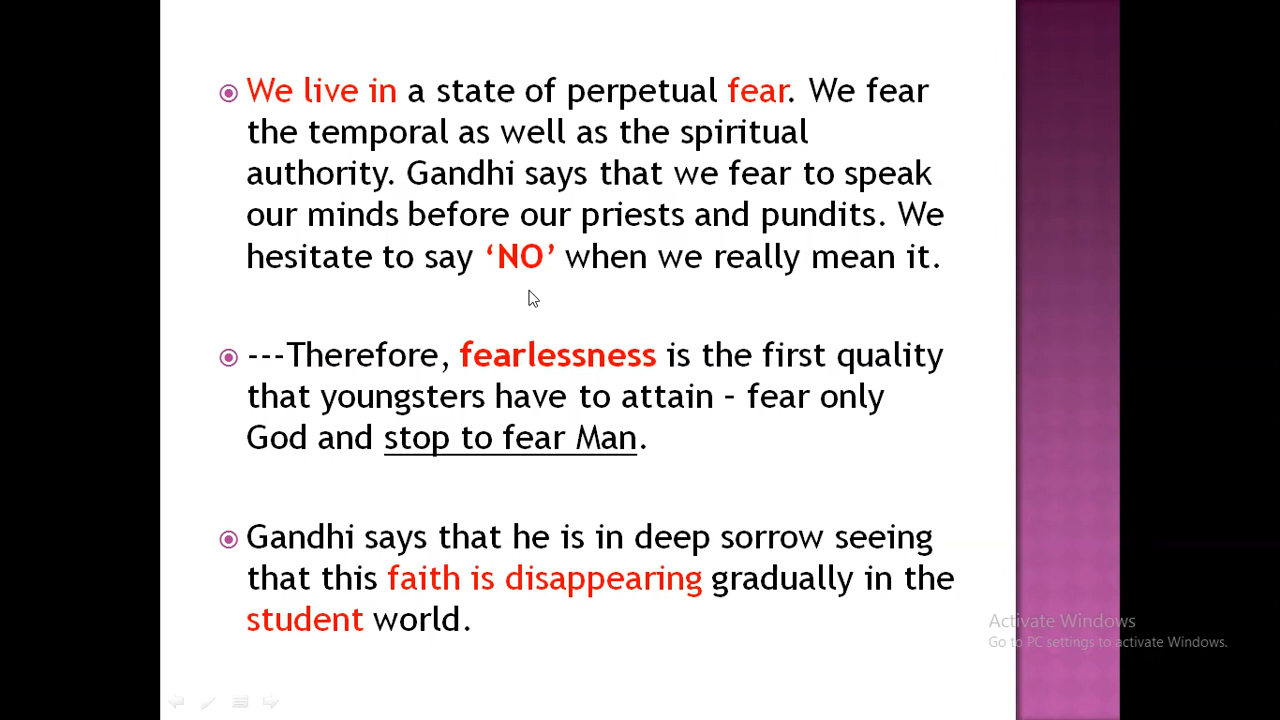 We live in a state of perpetual fear. We fear
the temporal as well as the spiritual
authority. Gandhi says that we fear to speak
our minds before our priests and pundits. We
hesitate to say ‘NO’ when we really mean it.
---Therefore, fearlessness is the first quality
that youngsters have to attain – fear only
God and stop to fear Man.
Gandhi says that he is in deep sorrow seeing
that this faith is disappearing gradually in the
student world.
Activate Windows
Go to PC settings to activate Windows.